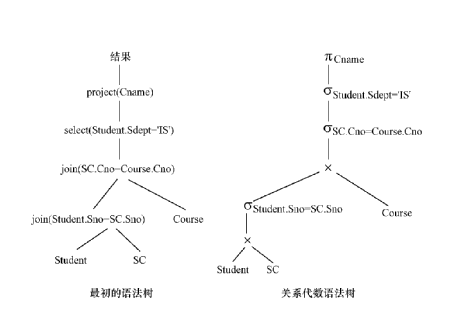 结果
project(Cname)
select(Student.Sdept='IS')
join(SC.Cno=Course.Cno)
join(Student.Sno=SC.Sno)
Course
Student
SC
最初的语法树
πCname
σStudent.Sdept='IS'
σSC.Cno=Course.Cno
×
σStudent.Sno=SC.Sno
Course
×
Student
SC
关系代数语法树